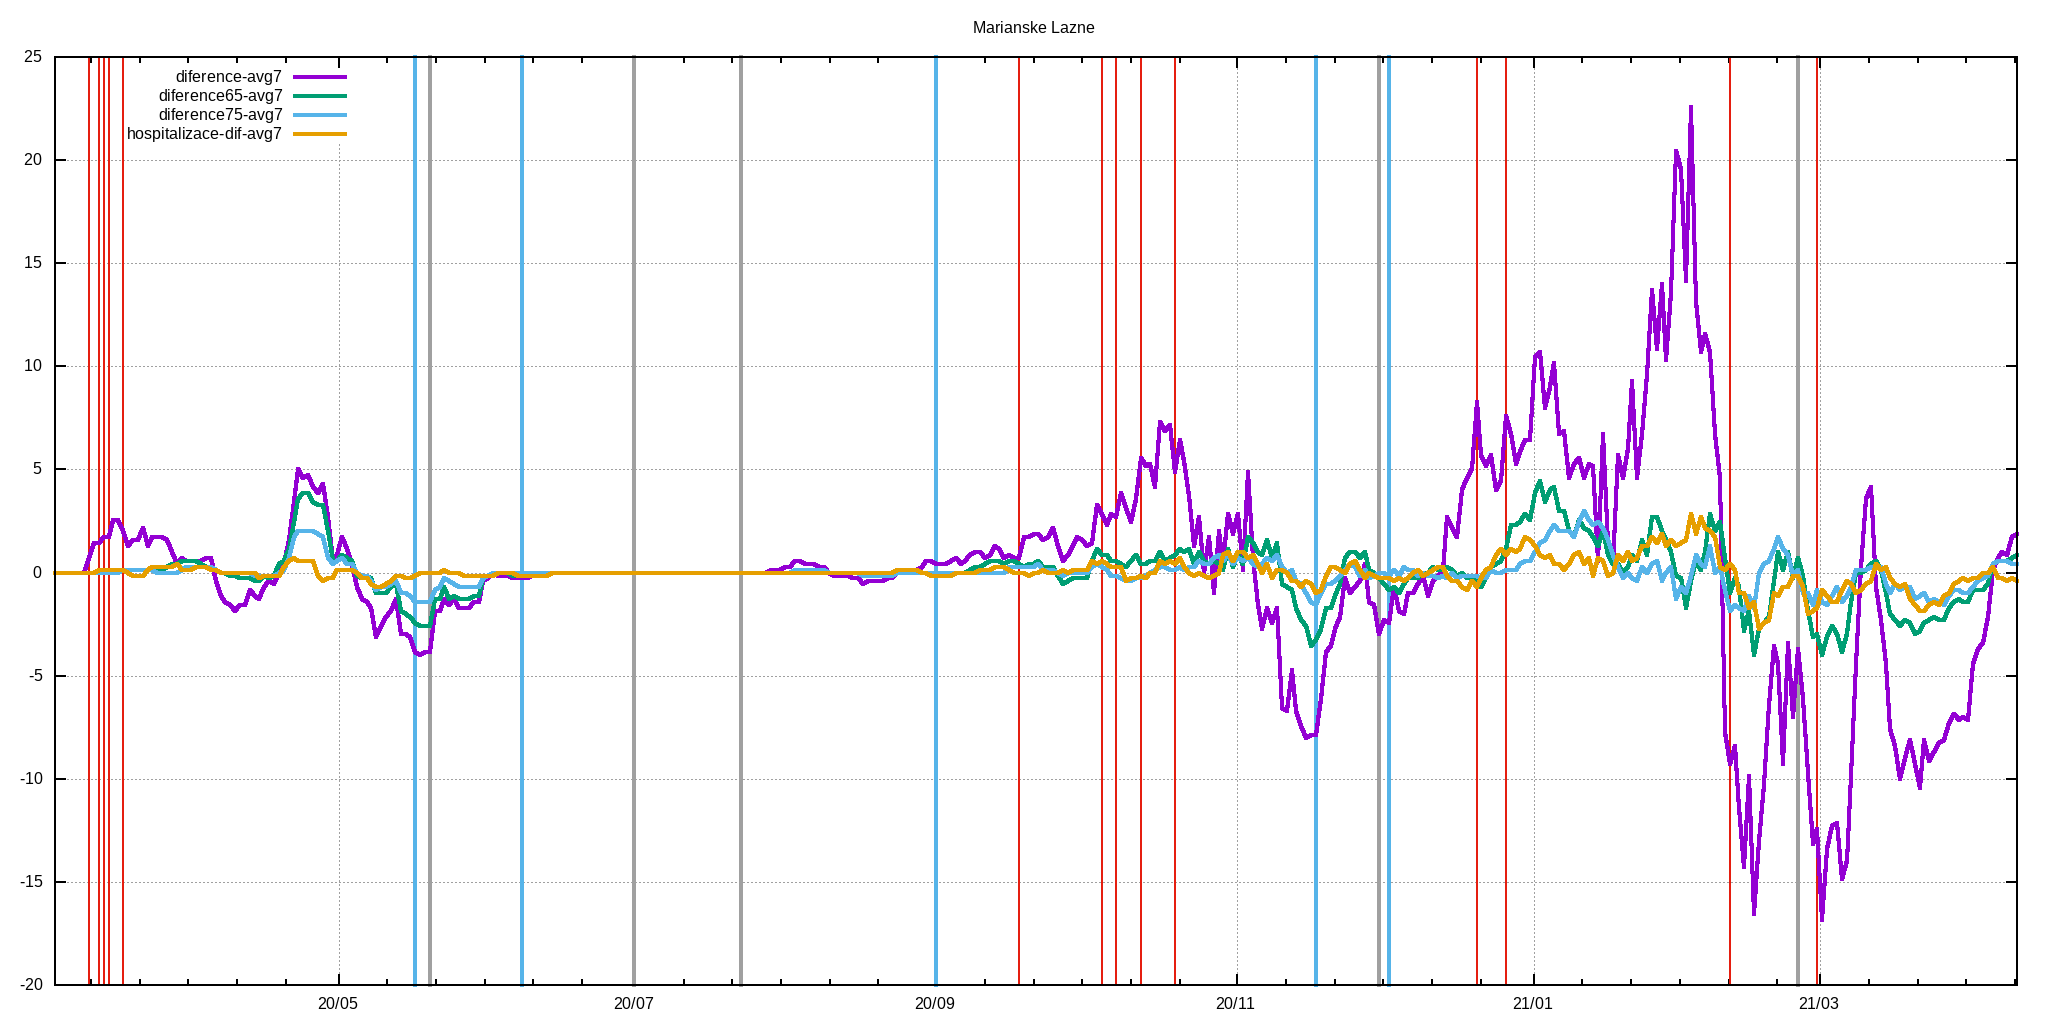 Marianske Lazne
25
diference-avg7
diference65-avg7
diference75-avg7
hospitalizace-dif-avg7
20
15
10
5
0
-5
-10
-15
-20
20/05 20/07 20/09 20/11 21/01 21/03